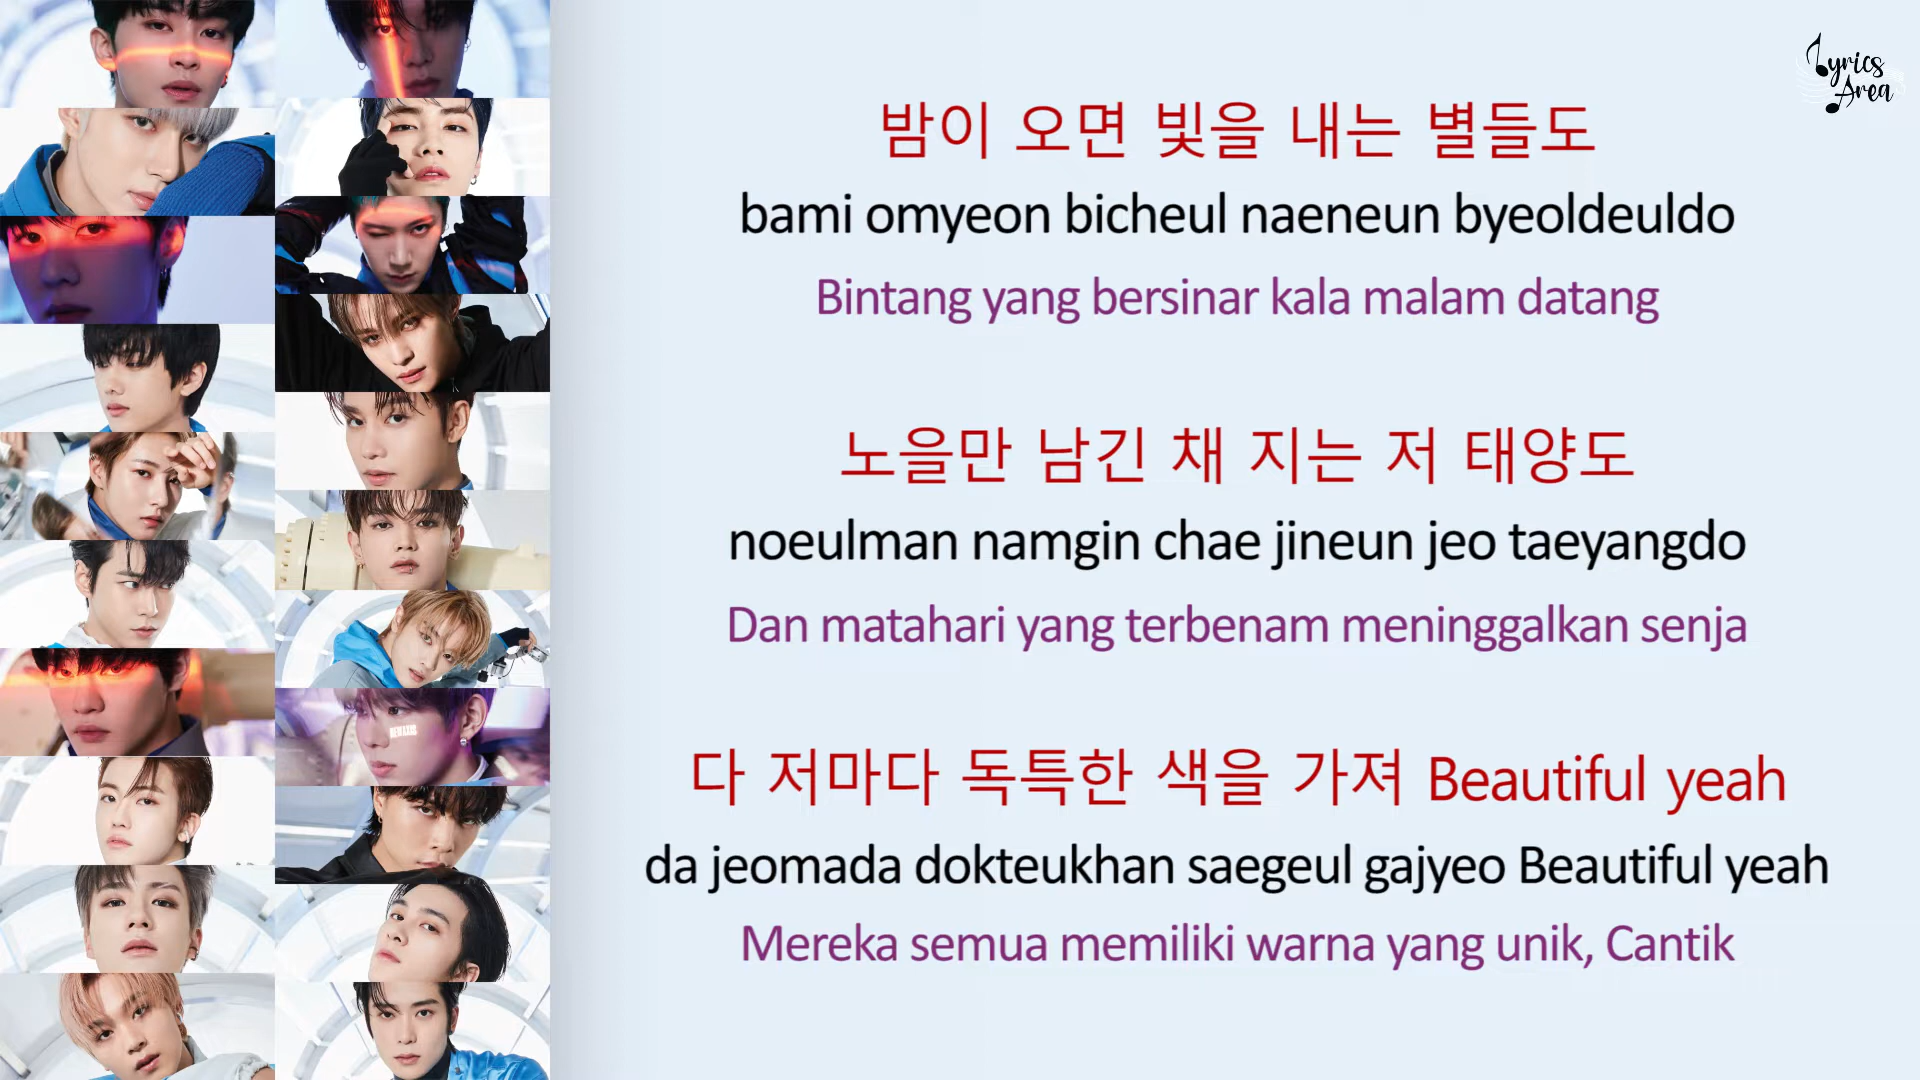 Lyrics
Area
밤이 오면 빛을 내는 별들도
bami omyeon bicheul naeneun byeoldeuldo
Bintang yang bersinar kala malam datang
노을만 남긴 채 지는 저 태양도
noeulman namgin chae jineun jeo taeyangdo
Dan matahari yang terbenam meninggalkan senja
다 저마다 독특한 색을 가져 Beautiful yeah
da jeomada dokteukhan saegeul gajyeo Beautiful yeah
Mereka semua memiliki warna yang unik, Cantik